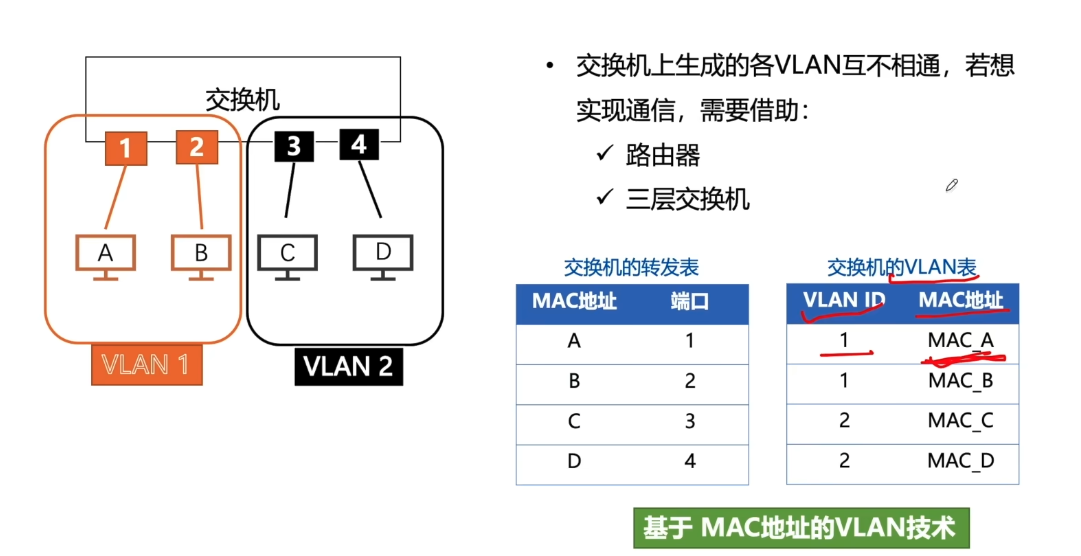 交换机
1
2
3
4
A
B
C
D
VLAN 1
VLAN 2
• 交换机上生成的各VLAN互不相通，若想
实现通信，需要借助：
✓ 路由器
✓ 三层交换机
交换机的转发表
MAC地址 端口
A 1
B 2
C 3
D 4
交换机的VLAN表
VLAN ID MAC地址
1 MAC_A
1 MAC_B
2 MAC_C
2 MAC_D
基于 MAC地址的VLAN技术